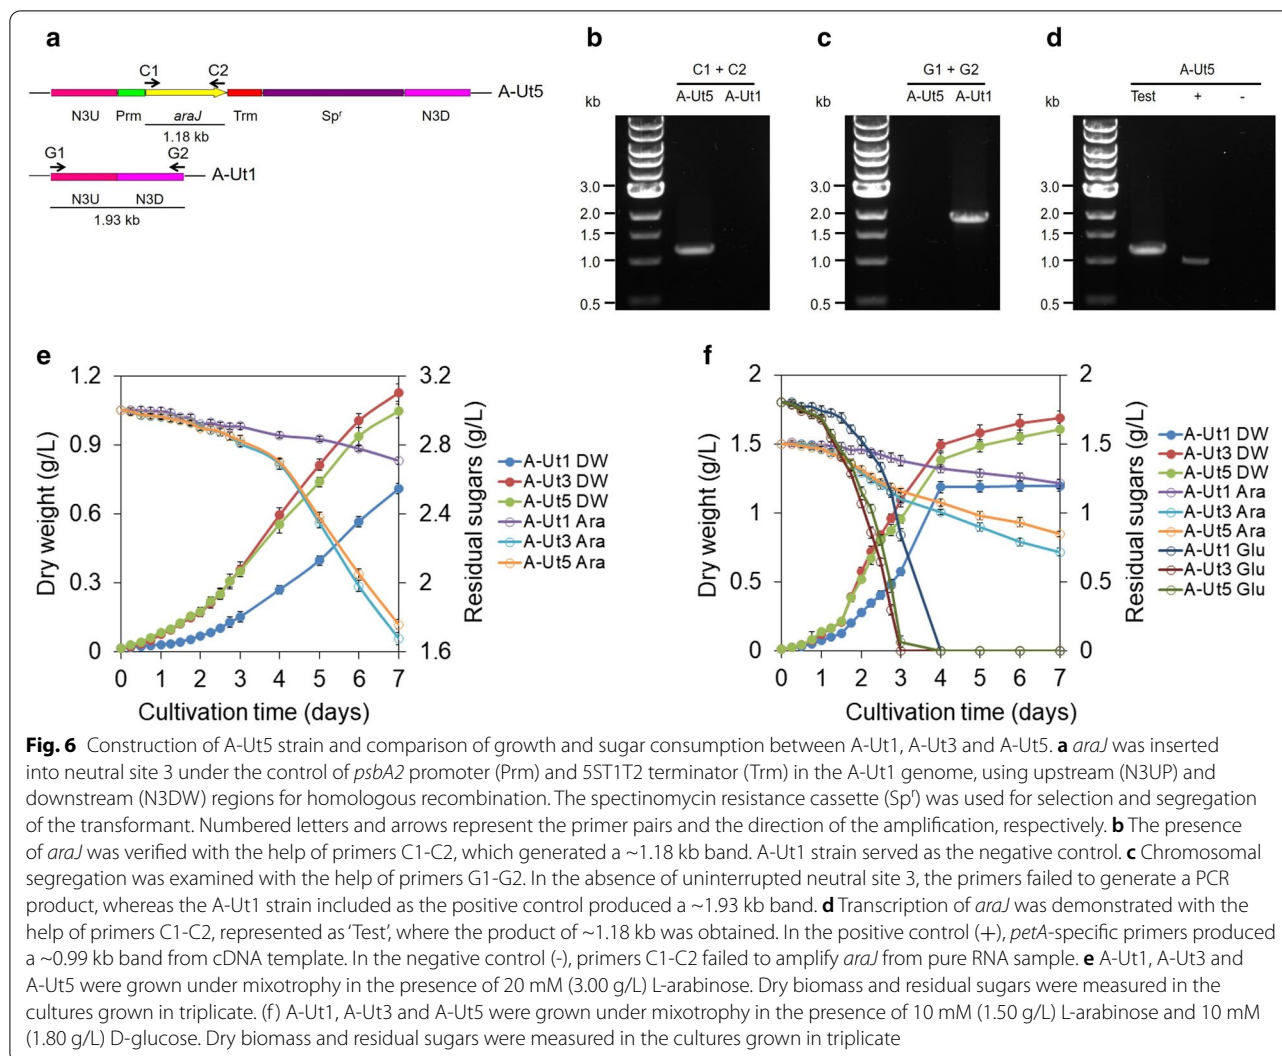 a
C1 C2
A-Ut5
N3U Prm araJ Trm Spʳ N3D
1.18 kb
G1 G2
A-Ut1
N3U N3D
1.93 kb
b
C1 + C2
kb A-Ut5 A-Ut1
3.0
2.0
1.5
1.0
0.5
c
G1 + G2
kb A-Ut5 A-Ut1
3.0
2.0
1.5
1.0
0.5
d
A-Ut5
kb Test + -
3.0
2.0
1.5
1.0
0.5
e
Dry weight (g/L)
1.2
0.9
0.6
0.3
0
3.2
2.8
2.4
2
1.6
Residual sugars (g/L)
0 1 2 3 4 5 6 7
Cultivation time (days)
A-Ut1 DW
A-Ut3 DW
A-Ut5 DW
A-Ut1 Ara
A-Ut3 Ara
A-Ut5 Ara
f
Dry weight (g/L)
2
1.5
1
0.5
0
2
1.5
1
0.5
0
Residual sugars (g/L)
0 1 2 3 4 5 6 7
Cultivation time (days)
A-Ut1 DW
A-Ut3 DW
A-Ut5 DW
A-Ut1 Ara
A-Ut3 Ara
A-Ut5 Ara
A-Ut1 Glu
A-Ut3 Glu
A-Ut5 Glu
Fig. 6 Construction of A-Ut5 strain and comparison of growth and sugar consumption between A-Ut1, A-Ut3 and A-Ut5. a araJ was inserted
into neutral site 3 under the control of psbA2 promoter (Prm) and 5ST1T2 terminator (Trm) in the A-Ut1 genome, using upstream (N3UP) and
downstream (N3DW) regions for homologous recombination. The spectinomycin resistance cassette (Spʳ) was used for selection and segregation
of the transformant. Numbered letters and arrows represent the primer pairs and the direction of the amplification, respectively. b The presence
of araJ was verified with the help of primers C1-C2, which generated a ~1.18 kb band. A-Ut1 strain served as the negative control. c Chromosomal
segregation was examined with the help of primers G1-G2. In the absence of uninterrupted neutral site 3, the primers failed to generate a PCR
product, whereas the A-Ut1 strain included as the positive control produced a ~1.93 kb band. d Transcription of araJ was demonstrated with the
help of primers C1-C2, represented as 'Test', where the product of ~1.18 kb was obtained. In the positive control (+), petA-specific primers produced
a ~0.99 kb band from cDNA template. In the negative control (-), primers C1-C2 failed to amplify araJ from pure RNA sample. e A-Ut1, A-Ut3 and
A-Ut5 were grown under mixotrophy in the presence of 20 mM (3.00 g/L) L-arabinose. Dry biomass and residual sugars were measured in the
cultures grown in triplicate. (f) A-Ut1, A-Ut3 and A-Ut5 were grown under mixotrophy in the presence of 10 mM (1.50 g/L) L-arabinose and 10 mM
(1.80 g/L) D-glucose. Dry biomass and residual sugars were measured in the cultures grown in triplicate